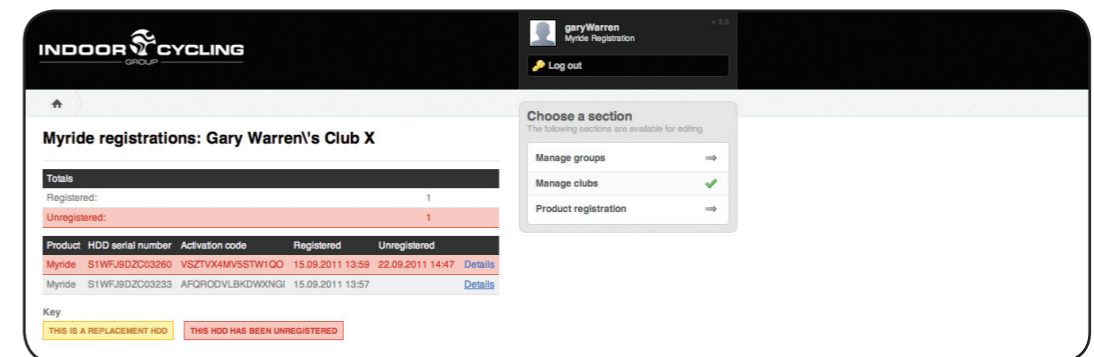 INDOOR CYCLING
GROUP
garyWarren
v 3.0
Myride Registration
Log out
Myride registrations: Gary Warren\'s Club X
Totals
Registered: 1
Unregistered: 1
Product HDD serial number Activation code Registered Unregistered
Myride S1WFJ9DZC03260 VSZTVX4MV5STW1QO 15.09.2011 13:59 22.09.2011 14:47 Details
Myride S1WFJ9DZC03233 AFQRODVLBKDWXNGI 15.09.2011 13:57 Details
Key
THIS IS A REPLACEMENT HDD THIS HDD HAS BEEN UNREGISTERED
Choose a section
The following sections are available for editing
Manage groups
Manage clubs
Product registration